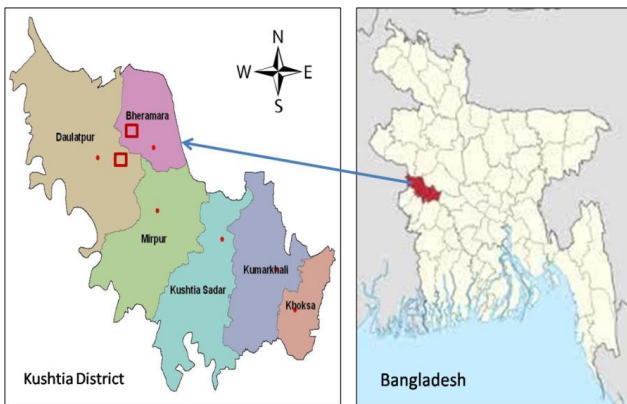 N
W E
S
Bheramara
Daulatpur
Mirpur
Kumarkhali
Kushtia Sadar
Khoksa
Kushtia District
Bangladesh